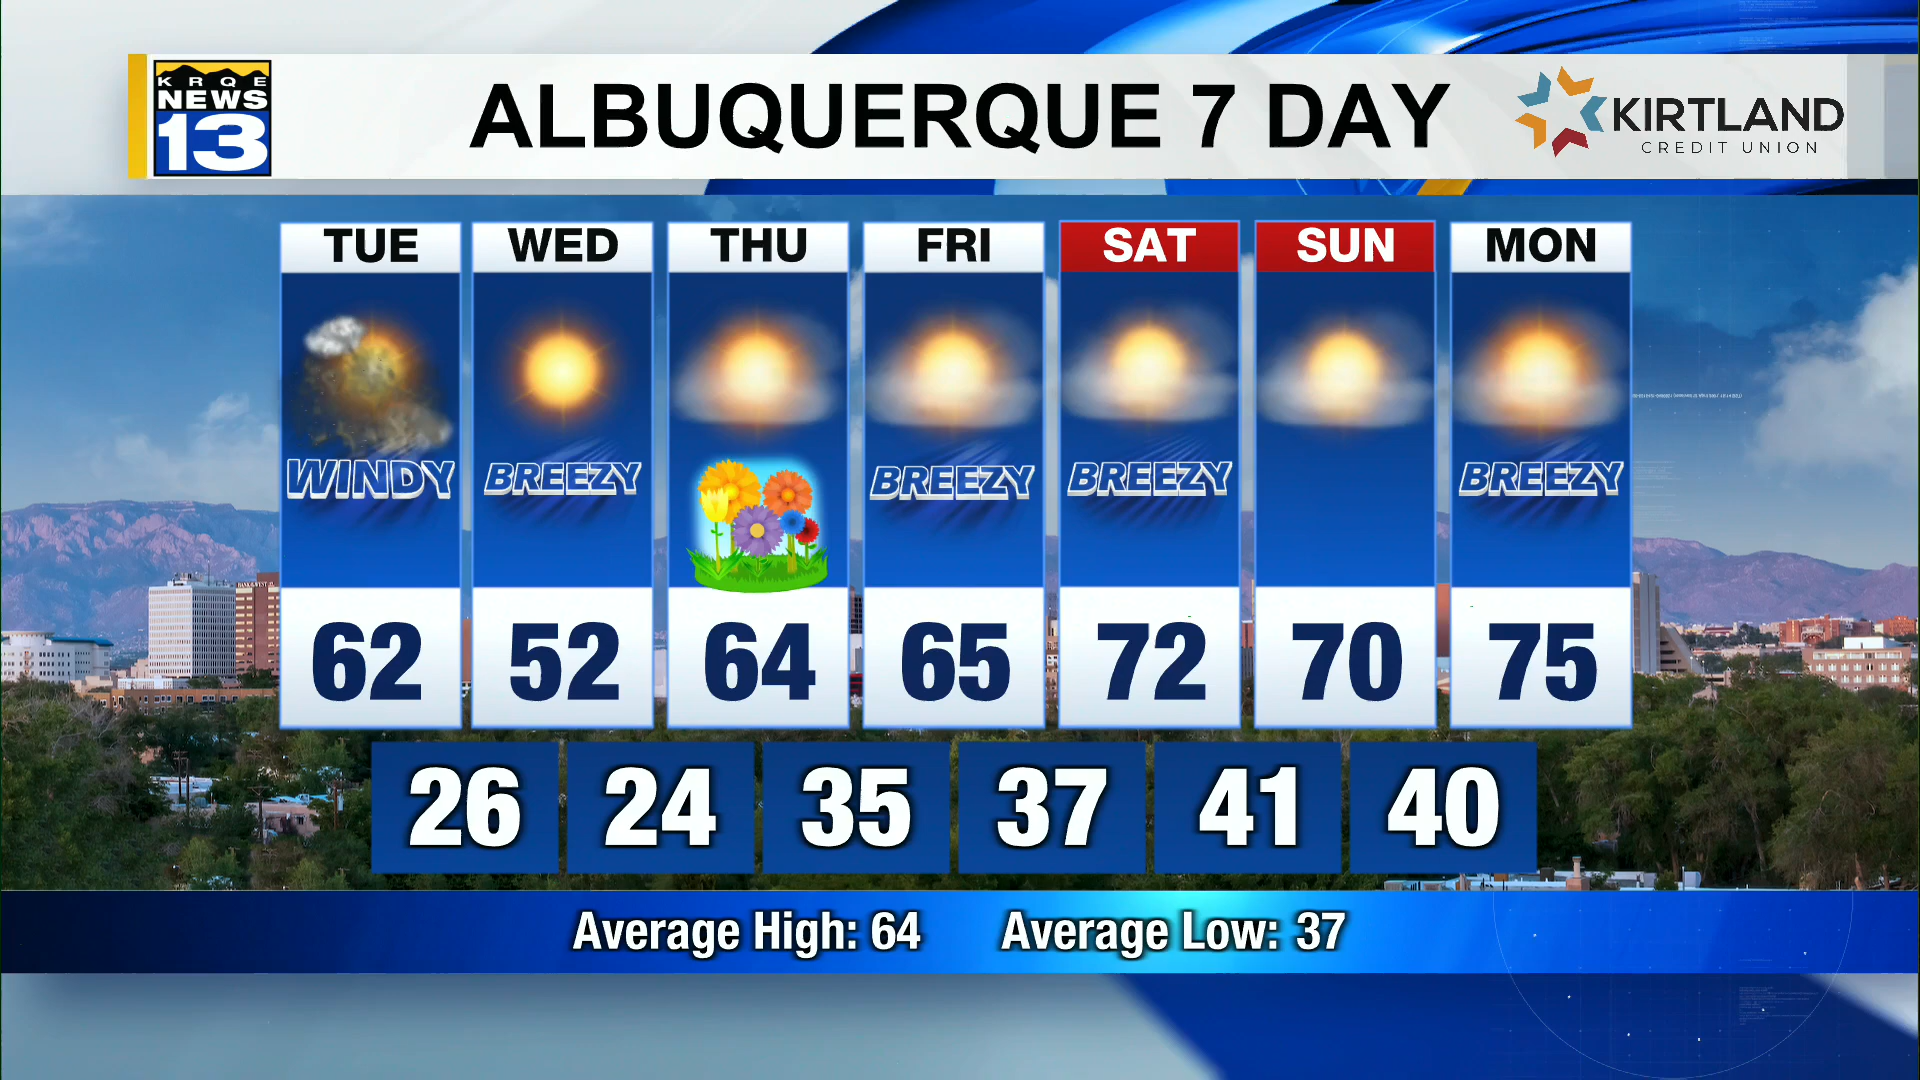 KRQE
NEWS
13
ALBUQUERQUE 7 DAY
KIRTLAND
CREDIT UNION
TUE WED THU FRI SAT SUN MON
WINDY BREEZY BREEZY BREEZY BREEZY
62 52 64 65 72 70 75
26 24 35 37 41 40
Average High: 64 Average Low: 37